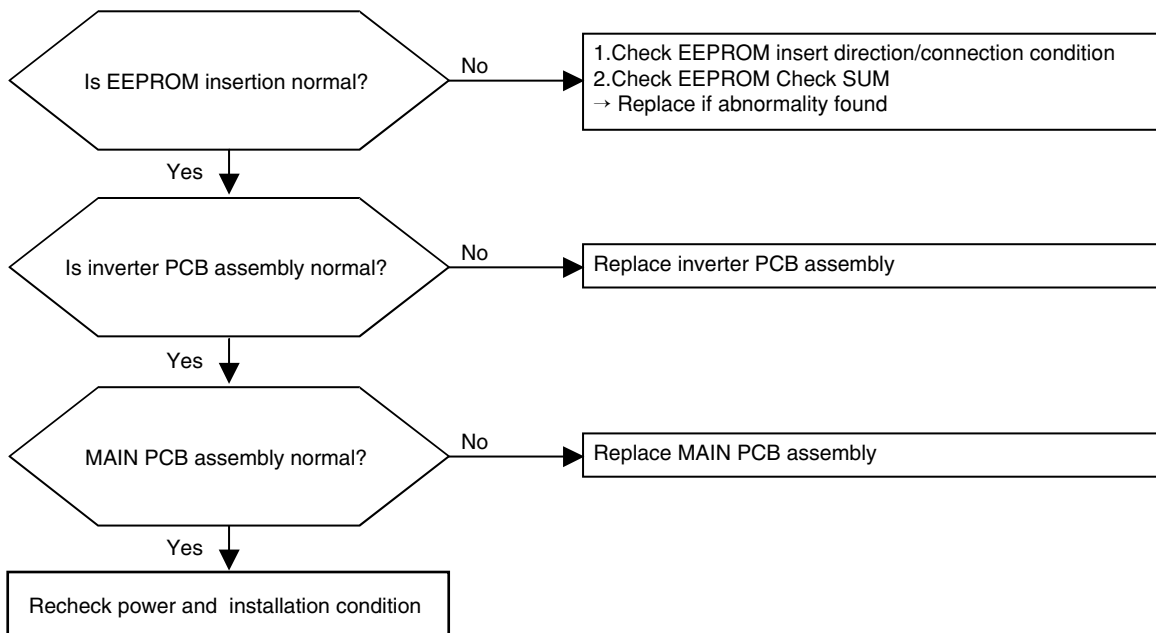 Is EEPROM insertion normal?
No
1.Check EEPROM insert direction/connection condition
2.Check EEPROM Check SUM
→ Replace if abnormality found
Yes
Is inverter PCB assembly normal?
No
Replace inverter PCB assembly
Yes
MAIN PCB assembly normal?
No
Replace MAIN PCB assembly
Yes
Recheck power and installation condition